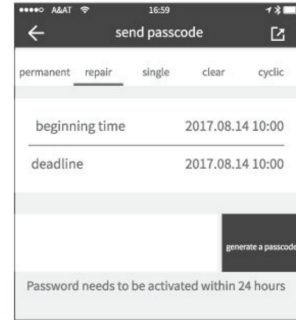 A&AT 16:59
send passcode
permanent repair single clear cyclic
beginning time 2017.08.14 10:00
deadline 2017.08.14 10:00
generate a passcode
Password needs to be activated within 24 hours